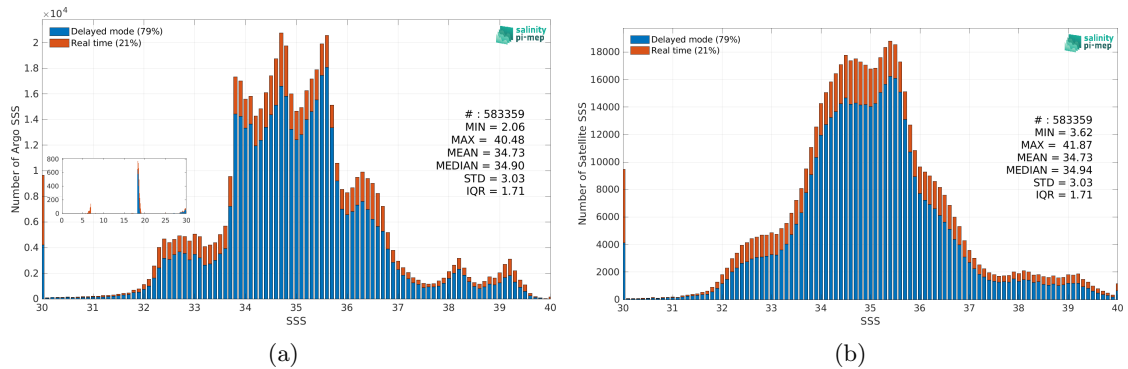 ×10⁴
Delayed mode (79%)
Real time (21%)
salinity
pi-mep
2
1.8
1.6
1.4
1.2
1
0.8
0.6
0.4
0.2
0
Number of Argo SSS
# : 583359
MIN = 2.06
MAX = 40.48
MEAN = 34.73
MEDIAN = 34.90
STD = 3.03
IQR = 1.71
800
600
400
200
0
0 5 10 15 20 25 30
30 31 32 33 34 35 36 37 38 39 40
SSS
(a)
Delayed mode (79%)
Real time (21%)
salinity
pi-mep
18000
16000
14000
12000
10000
8000
6000
4000
2000
0
Number of Satellite SSS
# : 583359
MIN = 3.62
MAX = 41.87
MEAN = 34.73
MEDIAN = 34.94
STD = 3.03
IQR = 1.71
30 31 32 33 34 35 36 37 38 39 40
SSS
(b)